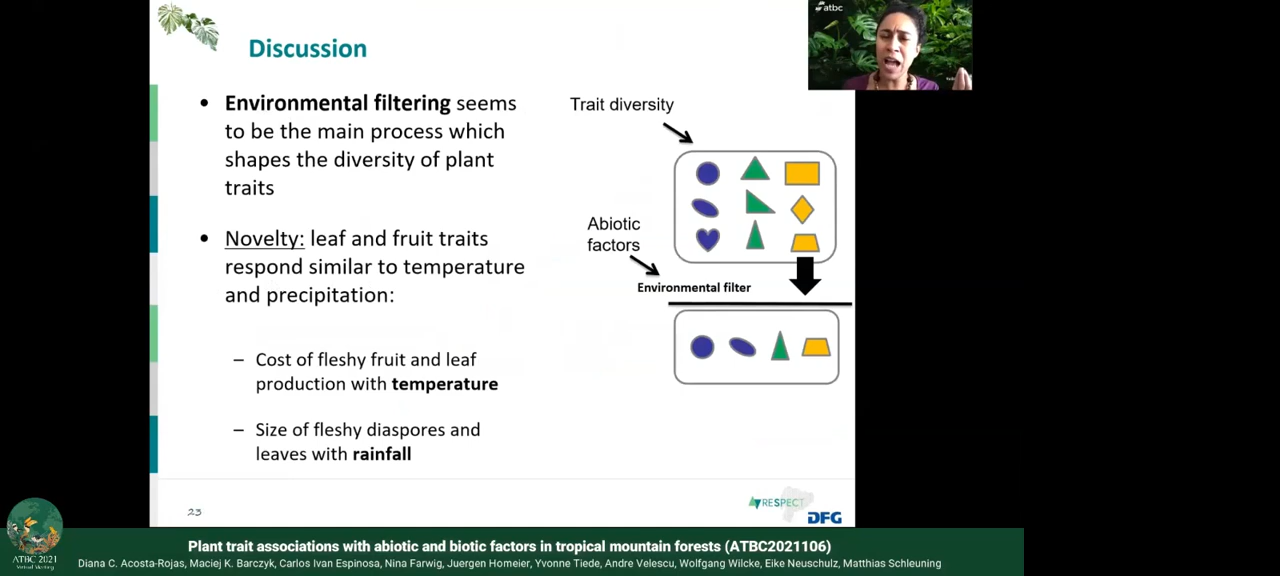 atbc
Discussion
• Environmental filtering seems
to be the main process which
shapes the diversity of plant
traits
• Novelty: leaf and fruit traits
respond similar to temperature
and precipitation:
– Cost of fleshy fruit and leaf
production with temperature
– Size of fleshy diaspores and
leaves with rainfall
Trait diversity
Abiotic
factors
Environmental filter
23
RESPECT
DFG
ATBC 2021
Virtual Meeting
Plant trait associations with abiotic and biotic factors in tropical mountain forests (ATBC2021106)
Diana C. Acosta-Rojas, Maciej K. Barczyk, Carlos Ivan Espinosa, Nina Farwig, Juergen Homeier, Yvonne Tiede, Andre Velescu, Wolfgang Wilcke, Eike Neuschulz, Matthias Schleuning